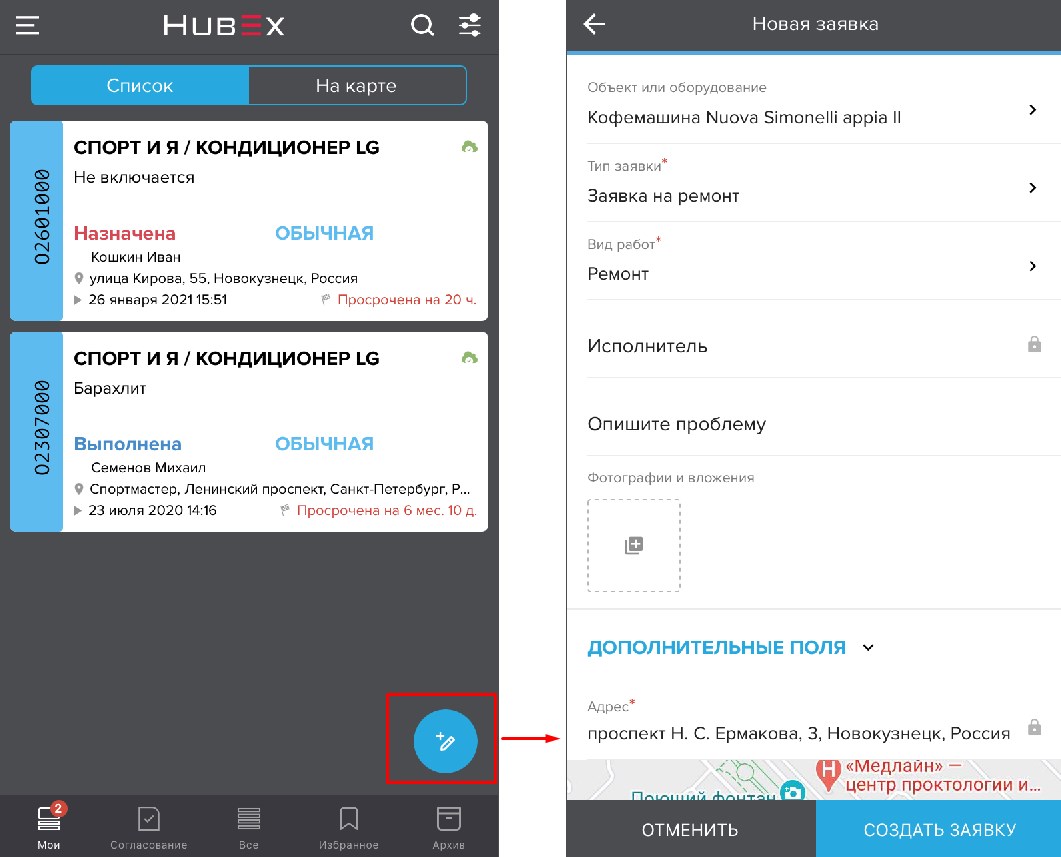 HUBEX
Список
На карте
О2601000
СПОРТ И Я / КОНДИЦИОНЕР LG
Не включается
Назначена
ОБЫЧНАЯ
Кошкин Иван
улица Кирова, 55, Новокузнецк, Россия
26 января 2021 15:51
Просрочена на 20 ч.
О2307000
СПОРТ И Я / КОНДИЦИОНЕР LG
Барахлит
Выполнена
ОБЫЧНАЯ
Семенов Михаил
Спортмастер, Ленинский проспект, Санкт-Петербург, Р...
23 июля 2020 14:16
Просрочена на 6 мес. 10 д.
2
Мои
Согласование
Все
Избранное
Архив
Новая заявка
Объект или оборудование
Кофемашина Nuova Simonelli appia II
Тип заявки*
Заявка на ремонт
Вид работ*
Ремонт
Исполнитель
Опишите проблему
Фотографии и вложения
ДОПОЛНИТЕЛЬНЫЕ ПОЛЯ
Адрес*
проспект Н. С. Ермакова, 3, Новокузнецк, Россия
H
«Медлайн» —
центр проктологии и...
Поющий фонтан
ОТМЕНИТЬ
СОЗДАТЬ ЗАЯВКУ